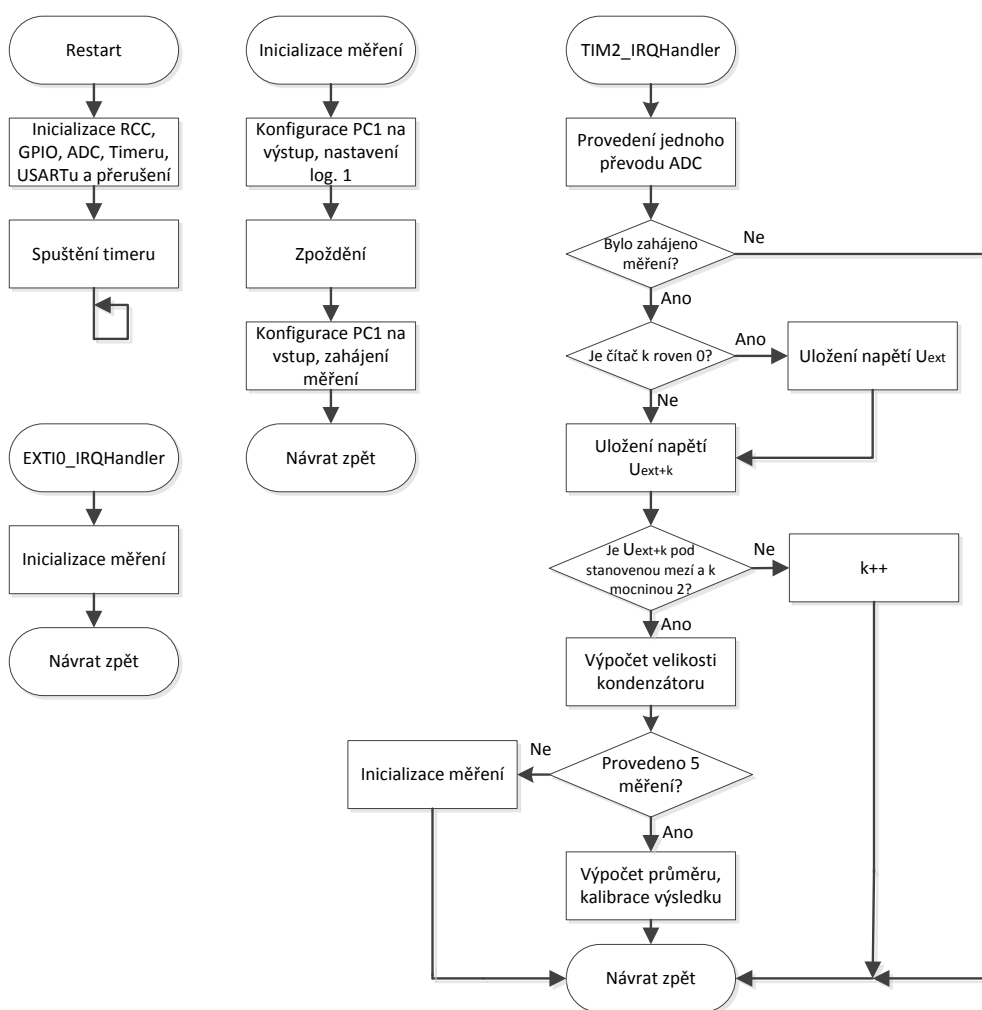 Restart
Inicializace RCC,
GPIO, ADC, Timeru,
USARTu a přerušení
Spuštění timeru
EXTI0_IRQHandler
Inicializace měření
Návrat zpět
Inicializace měření
Konfigurace PC1 na
výstup, nastavení
log. 1
Zpoždění
Konfigurace PC1 na
vstup, zahájení
měření
Návrat zpět
TIM2_IRQHandler
Provedení jednoho
převodu ADC
Bylo zahájeno
měření?
Ne
Ano
Je čítač k roven 0?
Ano
Uložení napětí Uext
Ne
Uložení napětí
Uext+k
Je Uext+k pod
stanovenou mezí a k
mocninou 2?
Ne
k++
Ano
Výpočet velikosti
kondenzátoru
Provedeno 5
měření?
Ne
Inicializace měření
Ano
Výpočet průměru,
kalibrace výsledku
Návrat zpět